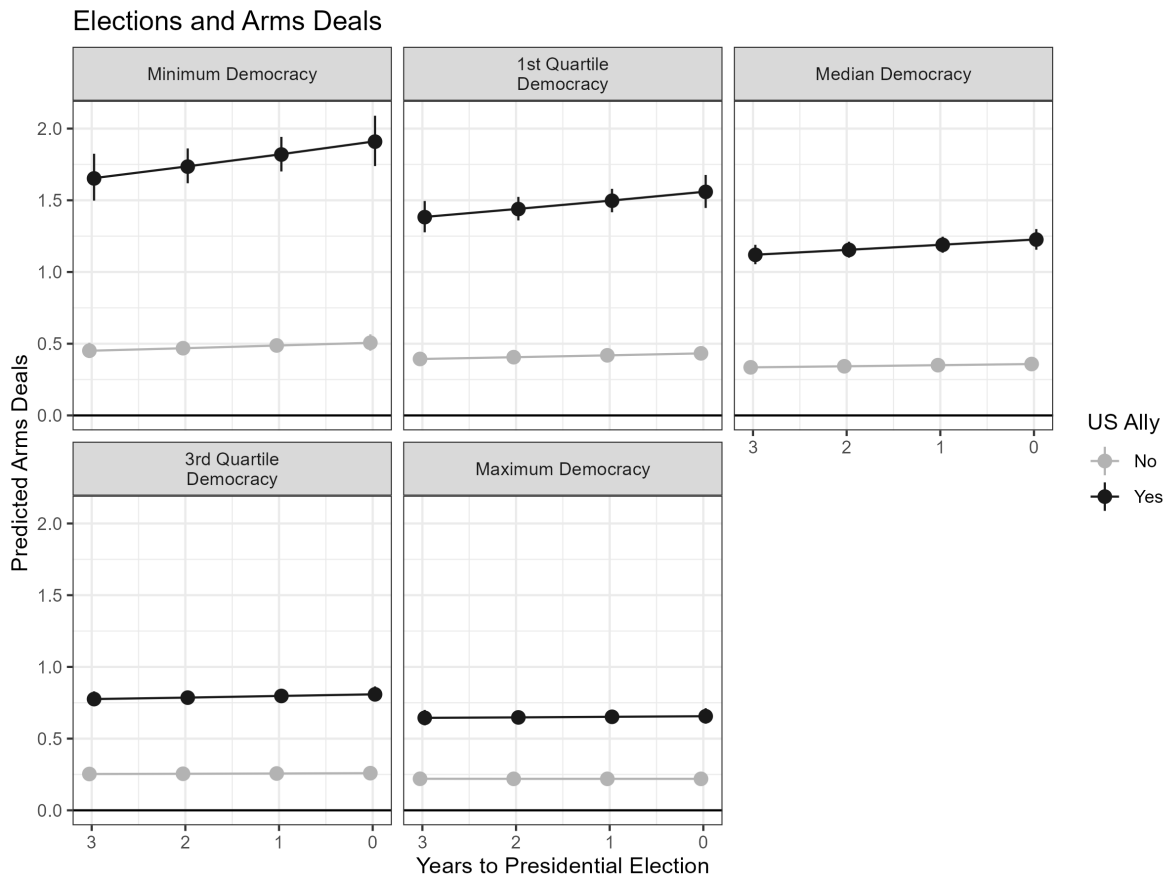 Elections and Arms Deals
Minimum Democracy
1st Quartile
Democracy
Median Democracy
2.0
1.5
1.0
0.5
0.0
3 2 1 0
3rd Quartile
Democracy
Maximum Democracy
2.0
1.5
1.0
0.5
0.0
3 2 1 0
3 2 1 0
Predicted Arms Deals
Years to Presidential Election
US Ally
No
Yes